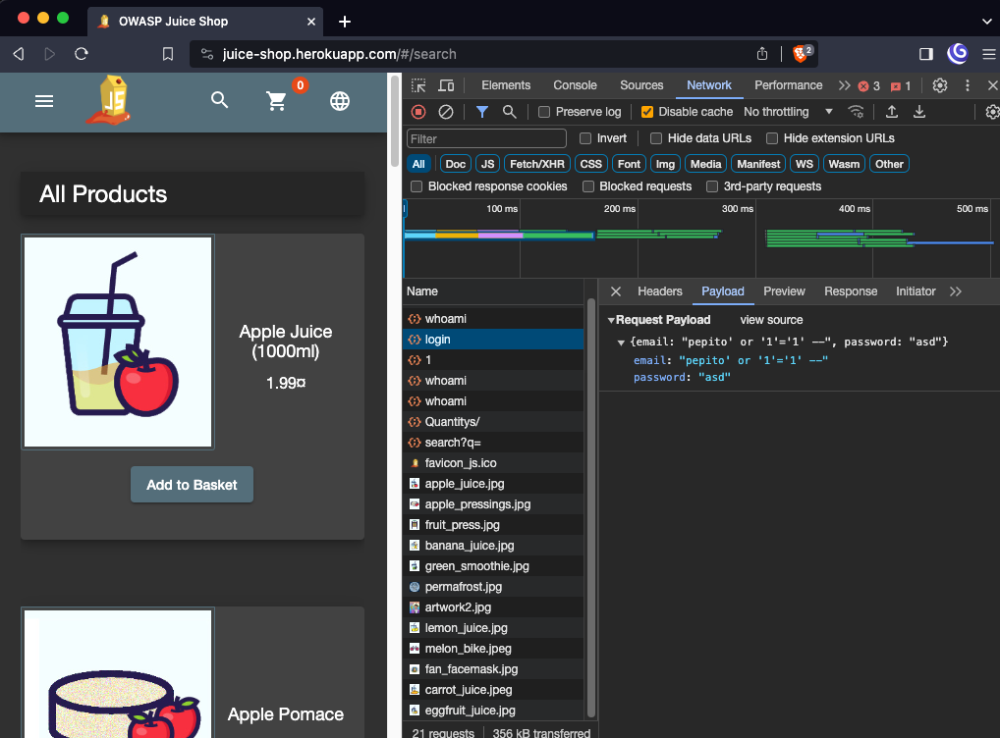 OWASP Juice Shop
juice-shop.herokuapp.com/#/search
2
JS
0
All Products
Apple Juice
(1000ml)
1.99¤
Add to Basket
Apple Pomace
Elements Console Sources Network Performance 3 1
Preserve log Disable cache No throttling
Filter Invert Hide data URLs Hide extension URLs
All Doc JS Fetch/XHR CSS Font Img Media Manifest WS Wasm Other
Blocked response cookies Blocked requests 3rd-party requests
100 ms 200 ms 300 ms 400 ms 500 ms
Name
whoami
login
1
whoami
whoami
Quantitys/
search?q=
favicon_js.ico
apple_juice.jpg
apple_pressings.jpg
fruit_press.jpg
banana_juice.jpg
green_smoothie.jpg
permafrost.jpg
artwork2.jpg
lemon_juice.jpg
melon_bike.jpeg
fan_facemask.jpg
carrot_juice.jpeg
eggfruit_juice.jpg
21 requests 356 kB transferred
Headers Payload Preview Response Initiator
Request Payload view source
{email: "pepito' or '1'='1' --", password: "asd"}
email: "pepito' or '1'='1' --"
password: "asd"